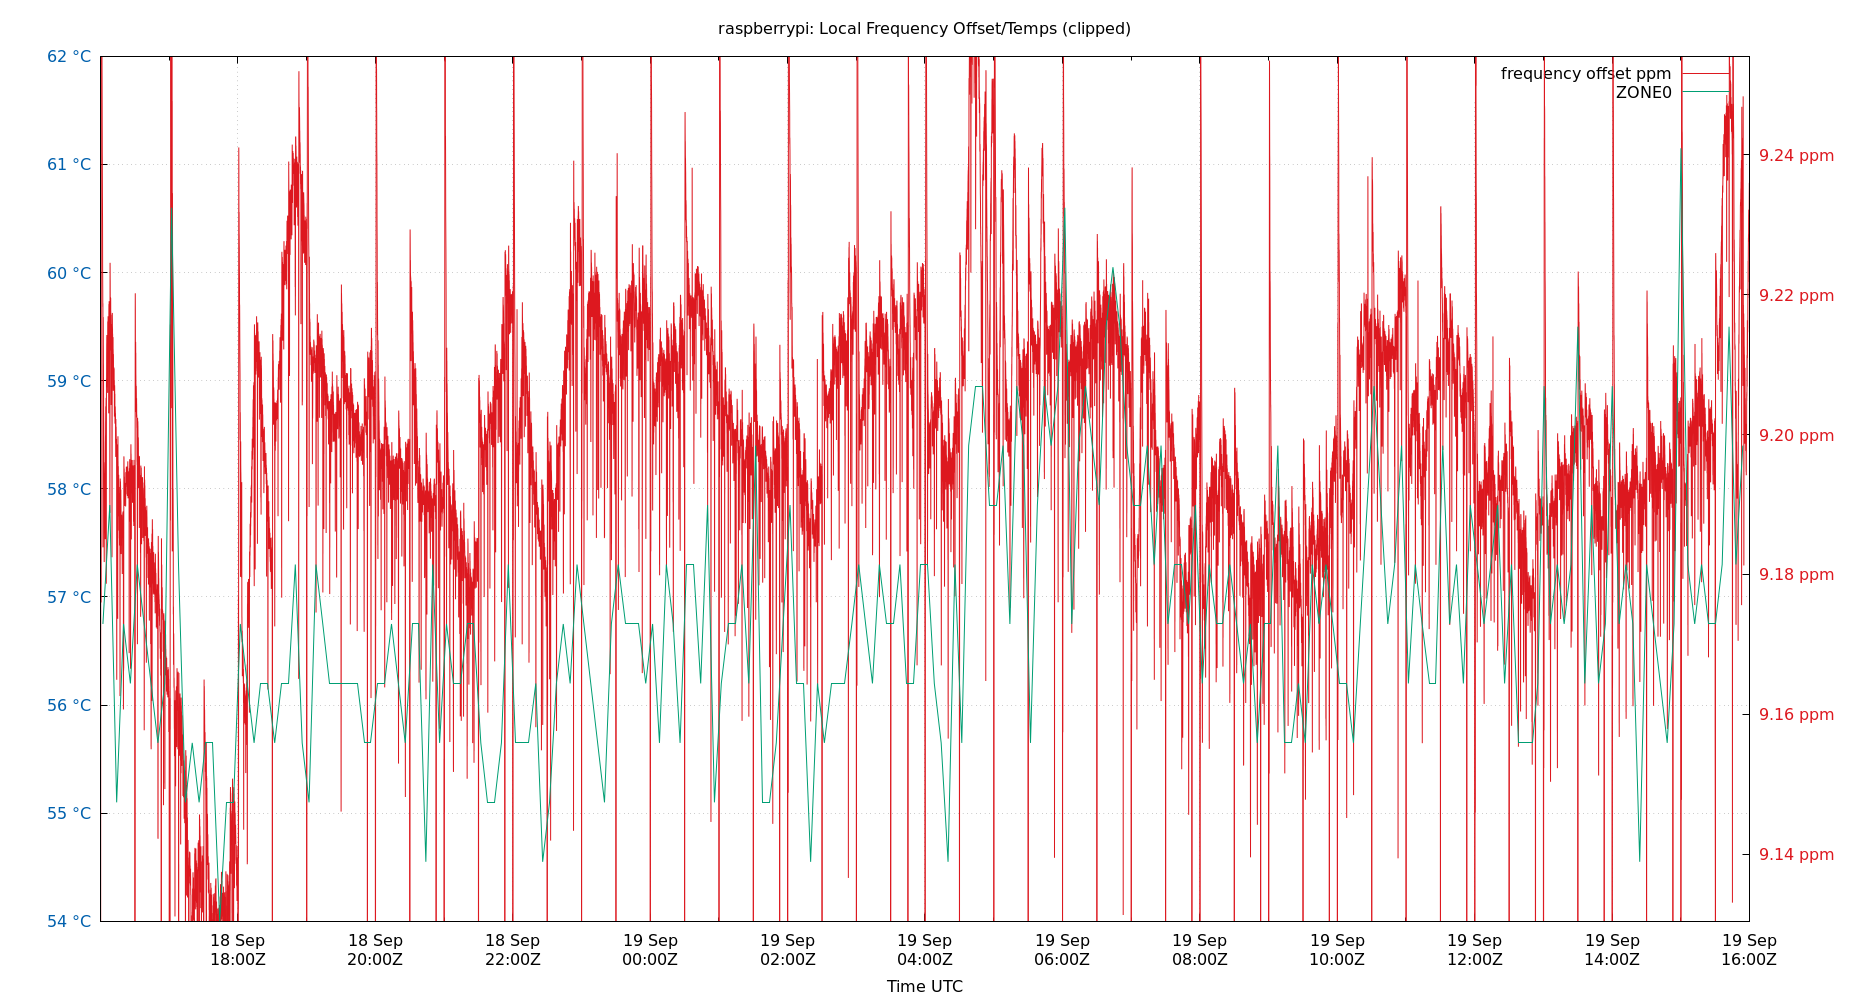 raspberrypi: Local Frequency Offset/Temps (clipped)
62 °C
61 °C
60 °C
59 °C
58 °C
57 °C
56 °C
55 °C
54 °C
frequency offset ppm
ZONE0
9.24 ppm
9.22 ppm
9.20 ppm
9.18 ppm
9.16 ppm
9.14 ppm
18 Sep
18:00Z
18 Sep
20:00Z
18 Sep
22:00Z
19 Sep
00:00Z
19 Sep
02:00Z
19 Sep
04:00Z
19 Sep
06:00Z
19 Sep
08:00Z
19 Sep
10:00Z
19 Sep
12:00Z
19 Sep
14:00Z
19 Sep
16:00Z
Time UTC